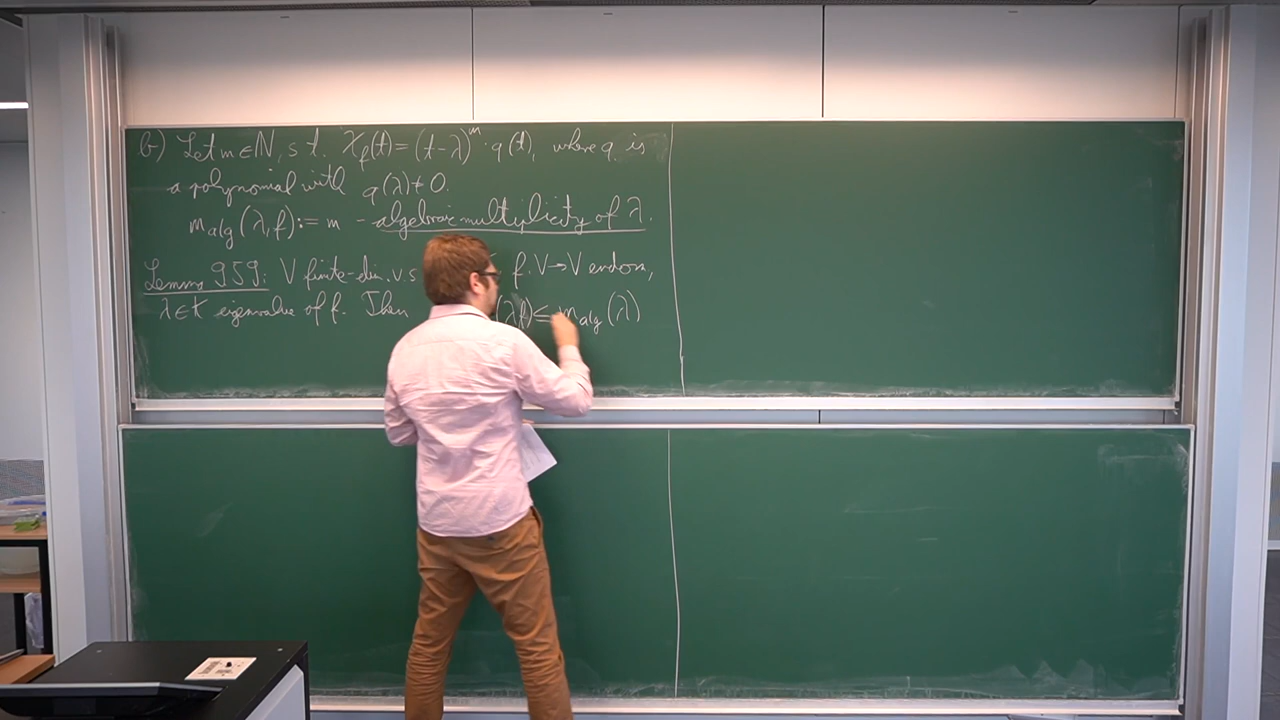 b) Let m ∈ ℕ, s.t. χ_f(t) = (t-λ)^m · q(t), where q is
a polynomial with q(λ) ≠ 0.
m_alg(λ,f) := m - algebraic multiplicity of λ.
Lemma 9.59: V finite-dim. v.s f: V→V endom,
λ ∈ K eigenvalue of f. Then (λ,f) ≤ m_alg(λ)